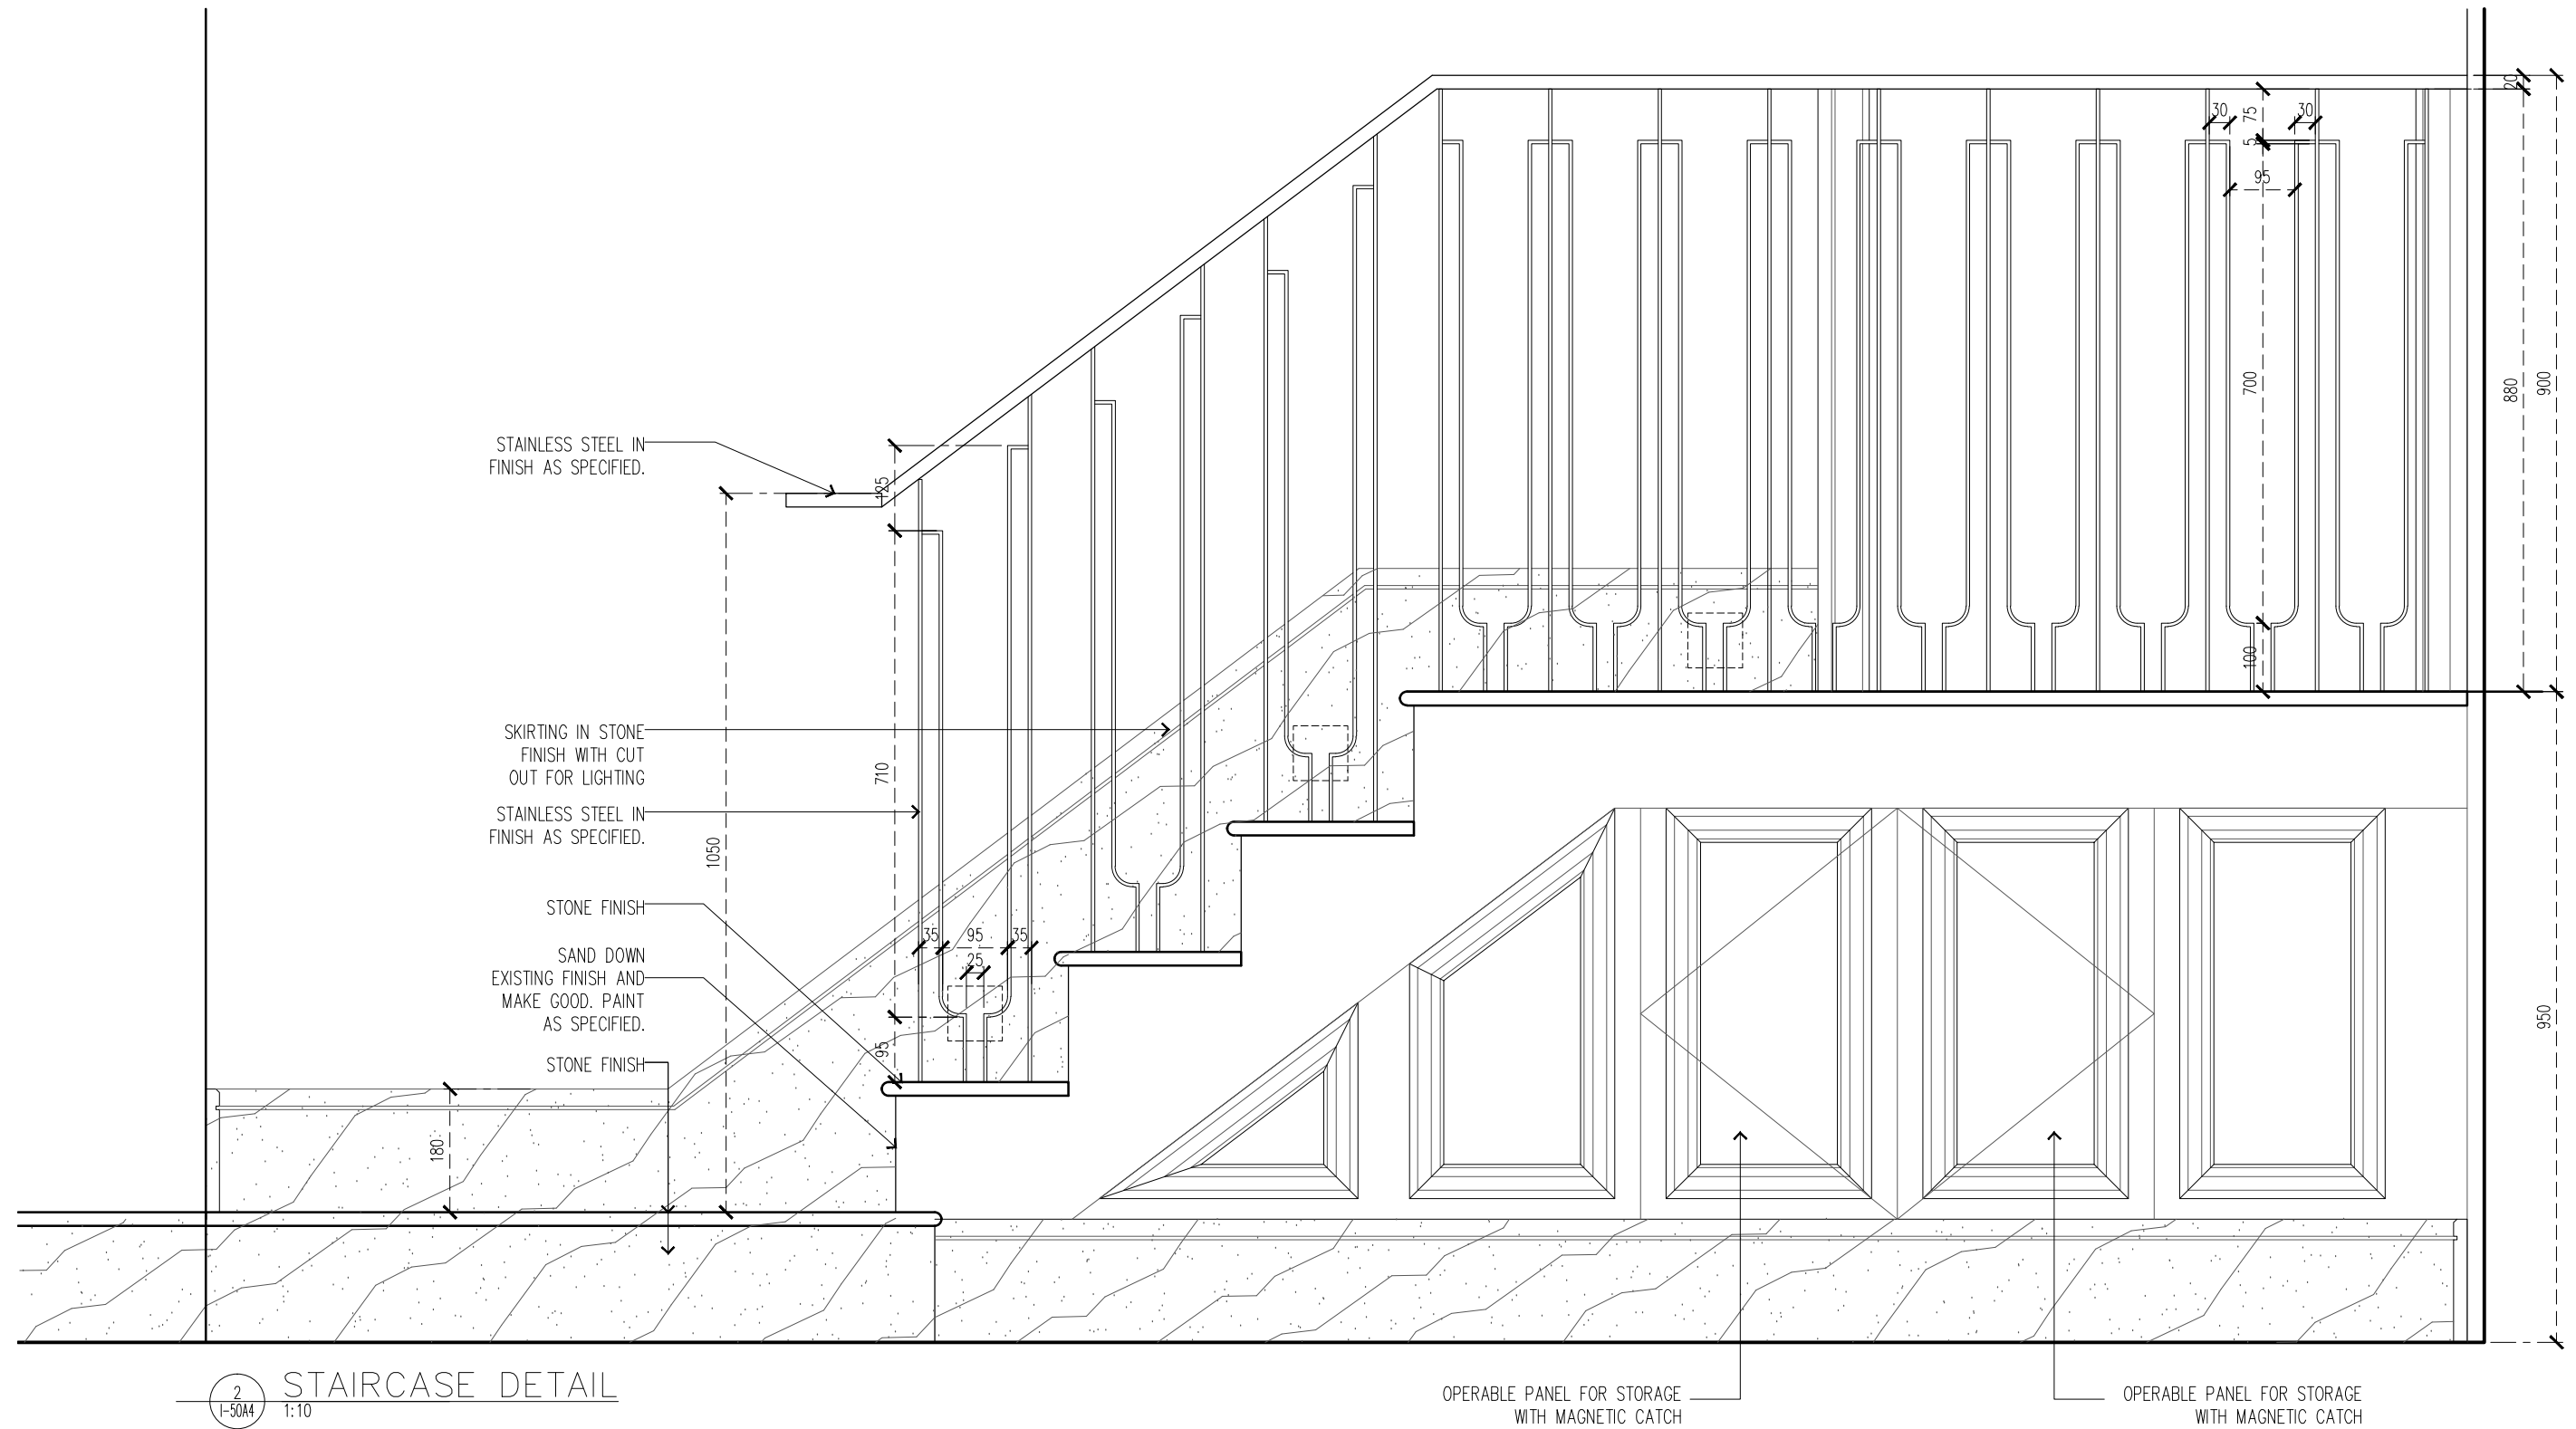 20
30
75
30
5
95
700
880
900
100
STAINLESS STEEL IN
FINISH AS SPECIFIED.
125
SKIRTING IN STONE
FINISH WITH CUT
OUT FOR LIGHTING
710
STAINLESS STEEL IN
FINISH AS SPECIFIED.
1050
STONE FINISH
35
95
35
25
SAND DOWN
EXISTING FINISH AND
MAKE GOOD. PAINT
AS SPECIFIED.
95
STONE FINISH
180
950
2
I-50A4
STAIRCASE DETAIL
1:10
OPERABLE PANEL FOR STORAGE
WITH MAGNETIC CATCH
OPERABLE PANEL FOR STORAGE
WITH MAGNETIC CATCH